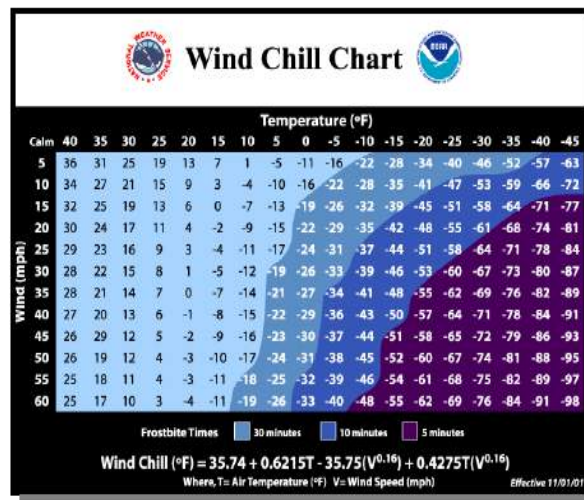 Wind Chill Chart
NOAA
Temperature (ºF)
Calm 40 35 30 25 20 15 10 5 0 -5 -10 -15 -20 -25 -30 -35 -40 -45
5 36 31 25 19 13 7 1 -5 -11 -16 -22 -28 -34 -40 -46 -52 -57 -63
10 34 27 21 15 9 3 -4 -10 -16 -22 -28 -35 -41 -47 -53 -59 -66 -72
15 32 25 19 13 6 0 -7 -13 -19 -26 -32 -39 -45 -51 -58 -64 -71 -77
20 30 24 17 11 4 -2 -9 -15 -22 -29 -35 -42 -48 -55 -61 -68 -74 -81
25 29 23 16 9 3 -4 -11 -17 -24 -31 -37 -44 -51 -58 -64 -71 -78 -84
30 28 22 15 8 1 -5 -12 -19 -26 -33 -39 -46 -53 -60 -67 -73 -80 -87
35 28 21 14 7 0 -7 -14 -21 -27 -34 -41 -48 -55 -62 -69 -76 -82 -89
40 27 20 13 6 -1 -8 -15 -22 -29 -36 -43 -50 -57 -64 -71 -78 -84 -91
45 26 29 12 5 -2 -9 -16 -23 -30 -37 -44 -51 -58 -65 -72 -79 -86 -93
50 26 19 12 4 -3 -10 -17 -24 -31 -38 -45 -52 -60 -67 -74 -81 -88 -95
55 25 18 11 4 -3 -11 -18 -25 -32 -39 -46 -54 -61 -68 -75 -82 -89 -97
60 25 17 10 3 -4 -11 -19 -26 -33 -40 -48 -55 -62 -69 -76 -84 -91 -98
Wind (mph)
Frostbite Times 30 minutes 10 minutes 5 minutes
Wind Chill (ºF) = 35.74 + 0.6215T - 35.75(V0.16) + 0.4275T(V0.16)
Where, T= Air Temperature (ºF) V= Wind Speed (mph) Effective 11/01/01